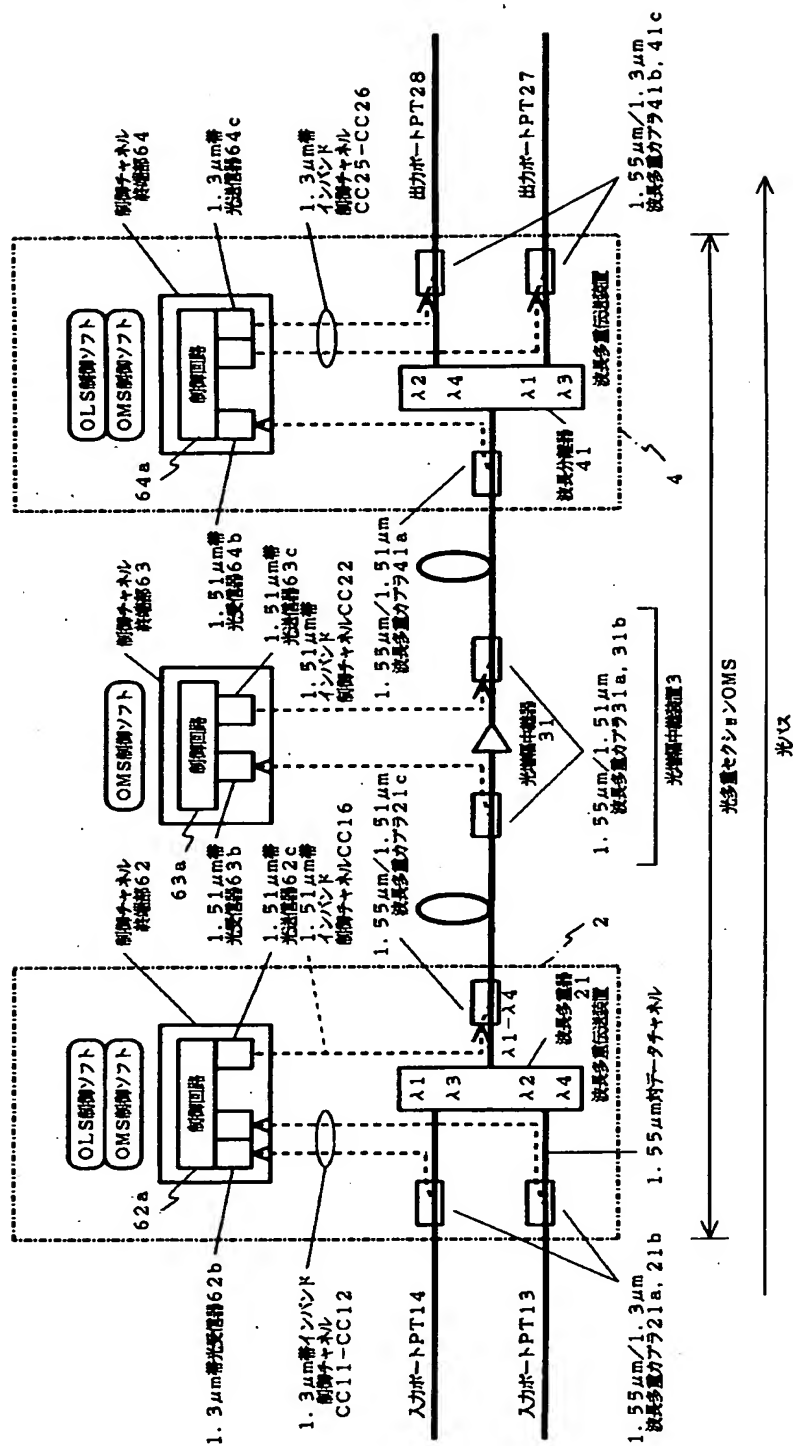 OLS制御ソフト
OMS制御ソフト
制御回路
62a
制御チャネル
終端部62
1.3μm帯光受信器62b
1.3μm帯インバンド
制御チャネル
CC11-CC12
1.51μm帯
光送信器62c
1.51μm帯
インバンド
制御チャネルCC16
1.55μm/1.51μm
波長多重カプラ21c
入力ポートPT14
入力ポートPT13
1.55μm/1.3μm
波長多重カプラ21a, 21b
λ1
λ3
λ2
λ4
λ1-λ4
波長多重器
21
波長多重伝送装置
2
1.55μm対データチャネル
OMS制御ソフト
制御回路
63a
制御チャネル
終端部63
1.51μm帯
光受信器63b
1.51μm帯
光送信器63c
1.51μm帯
インバンド
制御チャネルCC22
光増幅中継器
31
1.55μm/1.51μm
波長多重カプラ31a, 31b
光増幅中継装置3
OLS制御ソフト
OMS制御ソフト
制御回路
64a
制御チャネル
終端部64
1.51μm帯
光受信器64b
1.3μm帯
光送信器64c
1.3μm帯
インバンド
制御チャネル
CC25-CC26
1.55μm/1.51μm
波長多重カプラ41a
λ2
λ4
λ1
λ3
波長分離器
41
波長多重伝送装置
4
出力ポートPT28
出力ポートPT27
1.55μm/1.3μm
波長多重カプラ41b, 41c
光多重セクションOMS
光パス